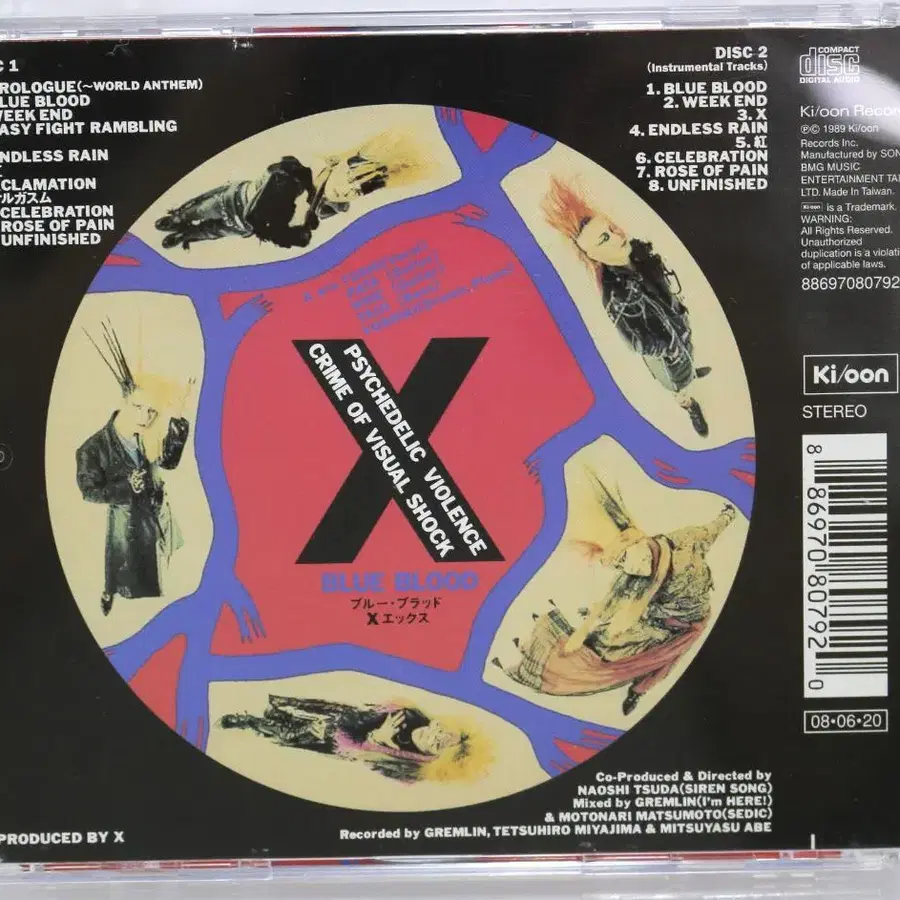 C 1
ROLOGUE(~WORLD ANTHEM)
LUE BLOOD
WEEK END
ASY FIGHT RAMBLING
NDLESS RAIN
CLAMATION
ルガスム
CELEBRATION
ROSE OF PAIN
UNFINISHED
DISC 2
(Instrumental Tracks)
1. BLUE BLOOD
2. WEEK END
3. X
4. ENDLESS RAIN
5. 紅
6. CELEBRATION
7. ROSE OF PAIN
8. UNFINISHED
COMPACT
disc
DIGITAL AUDIO
Ki/oon Recor
℗© 1989 Ki/oon
Records Inc.
Manufactured by SON
BMG MUSIC
ENTERTAINMENT TAI
LTD. Made In Taiwan.
Ki/oon is a Trademark.
WARNING:
All Rights Reserved.
Unauthorized
duplication is a violati
of applicable laws.
88697080792
Ki/oon
STEREO
8 86970 80792 0
08•06•20
X
PSYCHEDELIC VIOLENCE
CRIME OF VISUAL SHOCK
BLUE BLOOD
ブルー・ブラッド
X エックス
Co-Produced & Directed by
NAOSHI TSUDA(SIREN SONG)
Mixed by GREMLIN(I'm HERE!)
& MOTONARI MATSUMOTO(SEDIC)
Recorded by GREMLIN, TETSUHIRO MIYAJIMA & MITSUYASU ABE
PRODUCED BY X